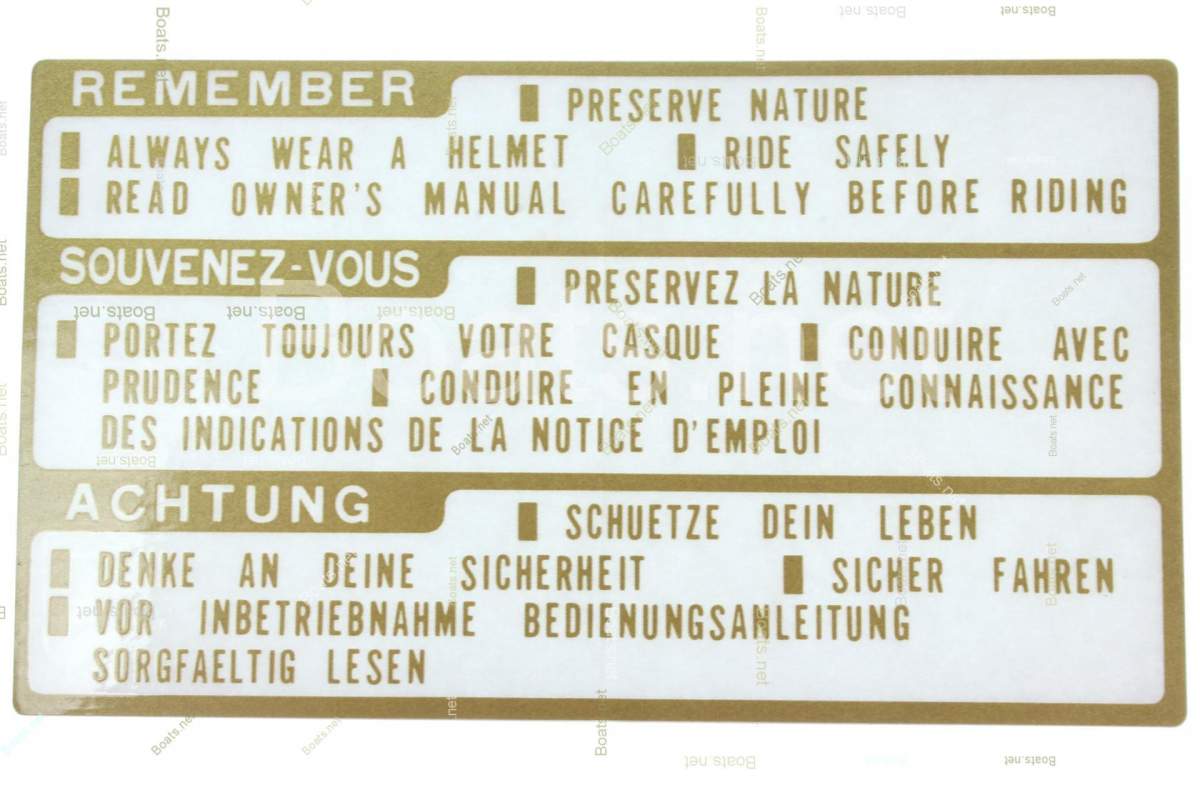 REMEMBER
▮ PRESERVE NATURE
▮ ALWAYS WEAR A HELMET ▮ RIDE SAFELY
▮ READ OWNER'S MANUAL CAREFULLY BEFORE RIDING
SOUVENEZ-VOUS
▮ PRESERVEZ LA NATURE
▮ PORTEZ TOUJOURS VOTRE CASQUE ▮ CONDUIRE AVEC
PRUDENCE ▮ CONDUIRE EN PLEINE CONNAISSANCE
DES INDICATIONS DE LA NOTICE D'EMPLOI
ACHTUNG
▮ SCHUETZE DEIN LEBEN
▮ DENKE AN DEINE SICHERHEIT ▮ SICHER FAHREN
▮ VOR INBETRIEBNAHME BEDIENUNGSANLEITUNG
SORGFAELTIG LESEN
Boats.net